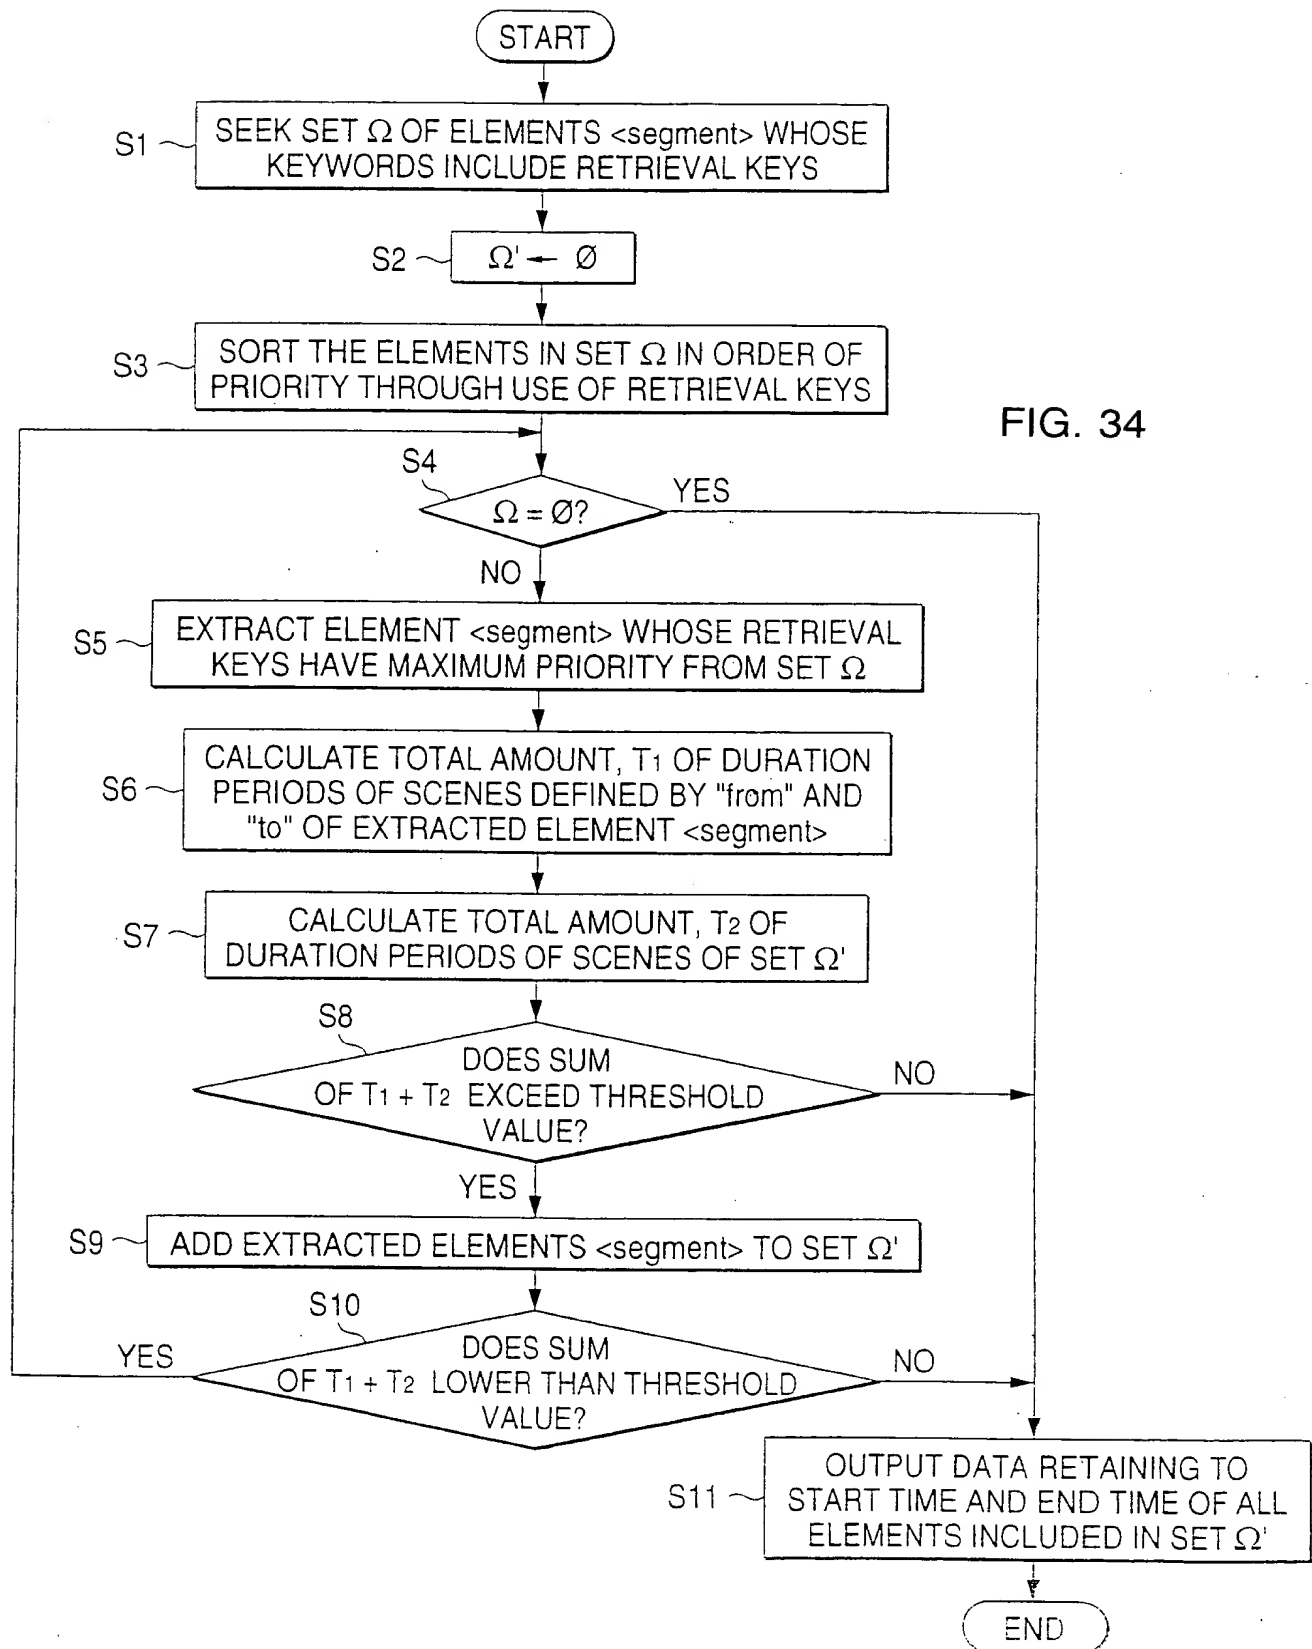 START
S1
SEEK SET Ω OF ELEMENTS <segment> WHOSE
KEYWORDS INCLUDE RETRIEVAL KEYS
S2
Ω' ← Ø
S3
SORT THE ELEMENTS IN SET Ω IN ORDER OF
PRIORITY THROUGH USE OF RETRIEVAL KEYS
FIG. 34
S4
Ω = Ø?
YES
NO
S5
EXTRACT ELEMENT <segment> WHOSE RETRIEVAL
KEYS HAVE MAXIMUM PRIORITY FROM SET Ω
S6
CALCULATE TOTAL AMOUNT, T1 OF DURATION
PERIODS OF SCENES DEFINED BY "from" AND
"to" OF EXTRACTED ELEMENT <segment>
S7
CALCULATE TOTAL AMOUNT, T2 OF
DURATION PERIODS OF SCENES OF SET Ω'
S8
DOES SUM
OF T1 + T2 EXCEED THRESHOLD
VALUE?
NO
YES
S9
ADD EXTRACTED ELEMENTS <segment> TO SET Ω'
S10
DOES SUM
OF T1 + T2 LOWER THAN THRESHOLD
VALUE?
YES
NO
S11
OUTPUT DATA RETAINING TO
START TIME AND END TIME OF ALL
ELEMENTS INCLUDED IN SET Ω'
END